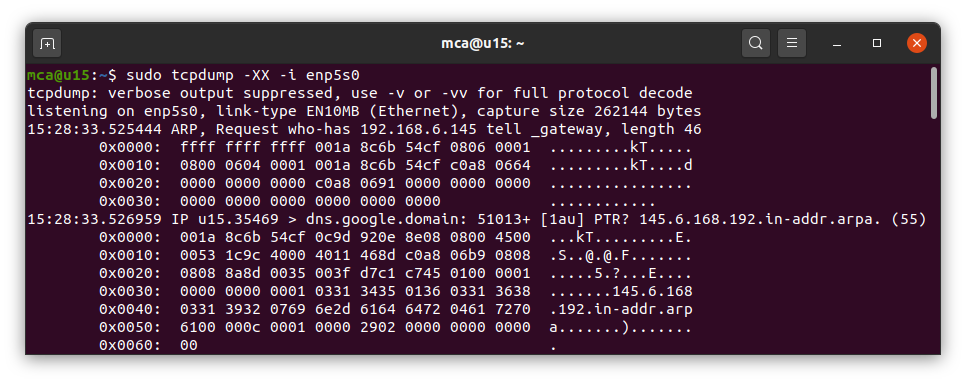 mca@u15: ~
mca@u15:~$ sudo tcpdump -XX -i enp5s0
tcpdump: verbose output suppressed, use -v or -vv for full protocol decode
listening on enp5s0, link-type EN10MB (Ethernet), capture size 262144 bytes
15:28:33.525444 ARP, Request who-has 192.168.6.145 tell _gateway, length 46
0x0000:  ffff ffff ffff 001a 8c6b 54cf 0806 0001  .........kT.....
0x0010:  0800 0604 0001 001a 8c6b 54cf c0a8 0664  .........kT....d
0x0020:  0000 0000 0000 c0a8 0691 0000 0000 0000  ................
0x0030:  0000 0000 0000 0000 0000 0000            ............
15:28:33.526959 IP u15.35469 > dns.google.domain: 51013+ [1au] PTR? 145.6.168.192.in-addr.arpa. (55)
0x0000:  001a 8c6b 54cf 0c9d 920e 8e08 0800 4500  ...kT.........E.
0x0010:  0053 1c9c 4000 4011 468d c0a8 06b9 0808  .S..@.@.F.......
0x0020:  0808 8a8d 0035 003f d7c1 c745 0100 0001  .....5.?...E....
0x0030:  0000 0000 0001 0331 3435 0136 0331 3638  .......145.6.168
0x0040:  0331 3932 0769 6e2d 6164 6472 0461 7270  .192.in-addr.arp
0x0050:  6100 000c 0001 0000 2902 0000 0000 0000  a.......).......
0x0060:  00                                       .